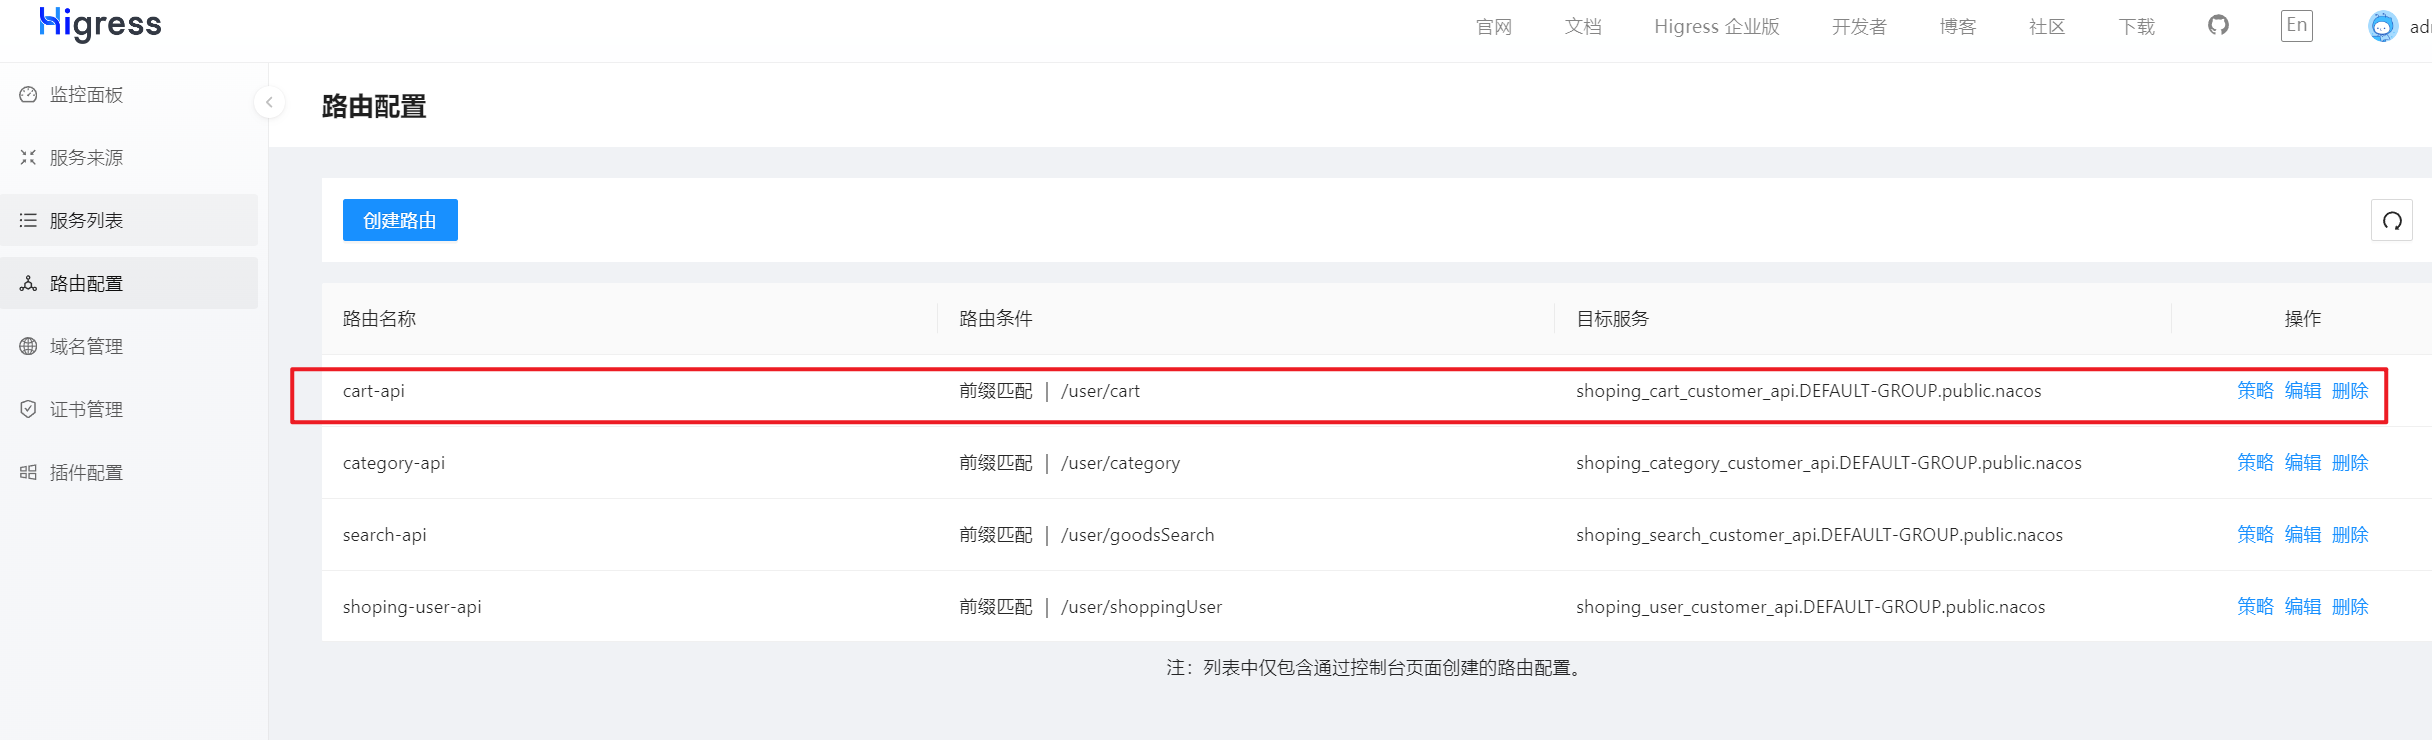 Higress
官网 文档 Higress 企业版 开发者 博客 社区 下载 En
监控面板
服务来源
服务列表
路由配置
域名管理
证书管理
插件配置
路由配置
创建路由
路由名称 路由条件 目标服务 操作
cart-api 前缀匹配 | /user/cart shoping_cart_customer_api.DEFAULT-GROUP.public.nacos 策略 编辑 删除
category-api 前缀匹配 | /user/category shoping_category_customer_api.DEFAULT-GROUP.public.nacos 策略 编辑 删除
search-api 前缀匹配 | /user/goodsSearch shoping_search_customer_api.DEFAULT-GROUP.public.nacos 策略 编辑 删除
shoping-user-api 前缀匹配 | /user/shoppingUser shoping_user_customer_api.DEFAULT-GROUP.public.nacos 策略 编辑 删除
注：列表中仅包含通过控制台页面创建的路由配置。